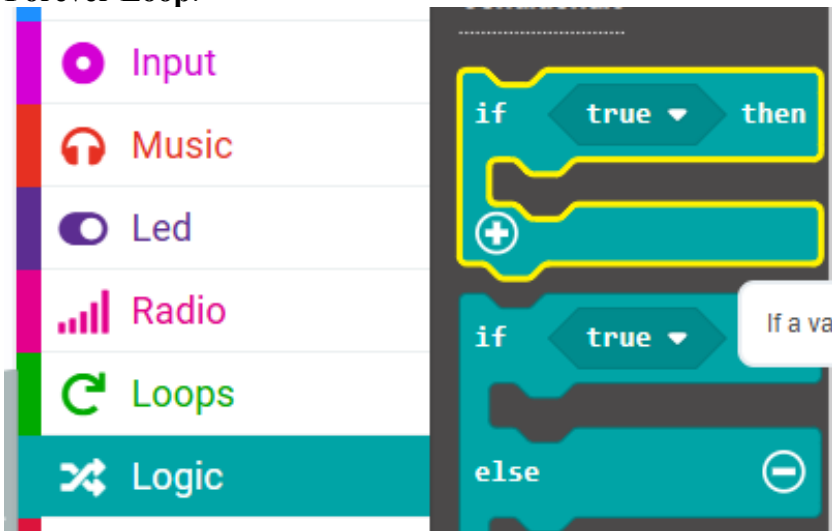 Input
Music
Led
Radio
Loops
Logic
if true then
if true
If a va
else